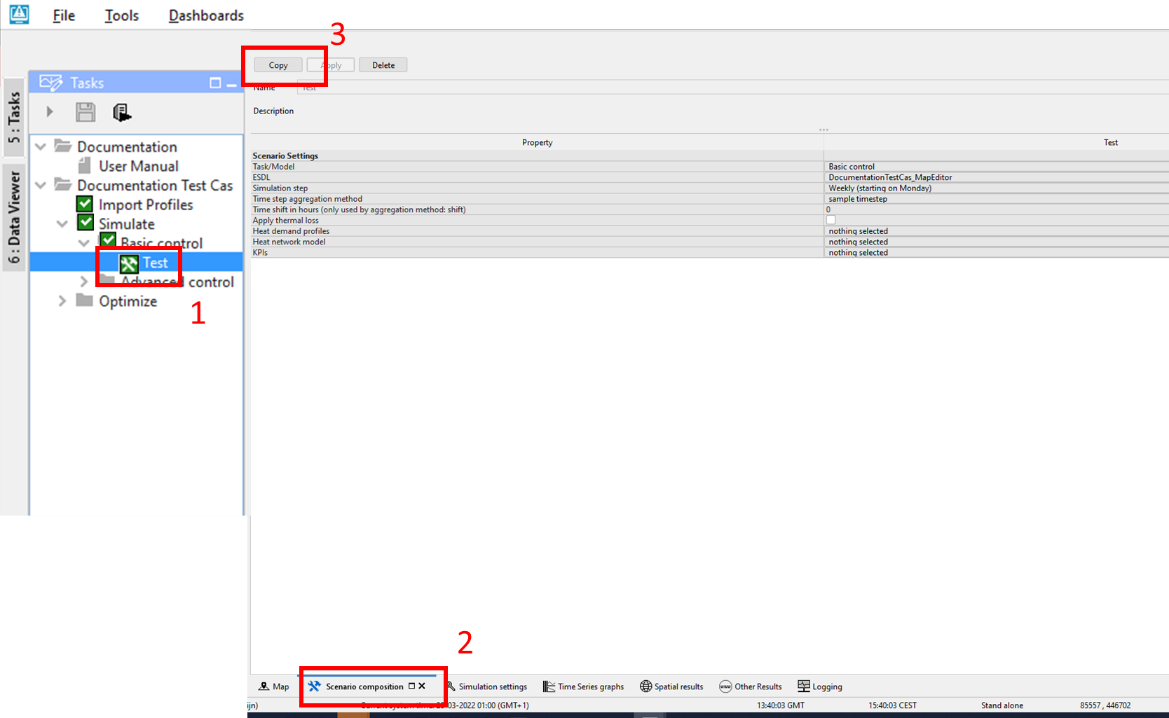 File Tools Dashboards
3
Copy Apply Delete
Tasks
Name Test
5 : Tasks
Description
...
Documentation
User Manual
Documentation Test Cas
Import Profiles
Simulate
Basic control
Test
Advanced control
Optimize
1
6 : Data Viewer
Property Test
Scenario Settings
Task/Model Basic control
ESDL DocumentationTestCas_MapEditor
Simulation step Weekly (starting on Monday)
Time step aggregation method sample timestep
Time shift in hours (only used by aggregation method: shift) 0
Apply thermal loss
Heat demand profiles nothing selected
Heat network model nothing selected
KPIs nothing selected
2
Map Scenario composition Simulation settings Time Series graphs Spatial results Other Results Logging
-03-2022 01:00 (GMT+1) 13:40:03 GMT 15:40:03 CEST Stand alone 85557 , 446702